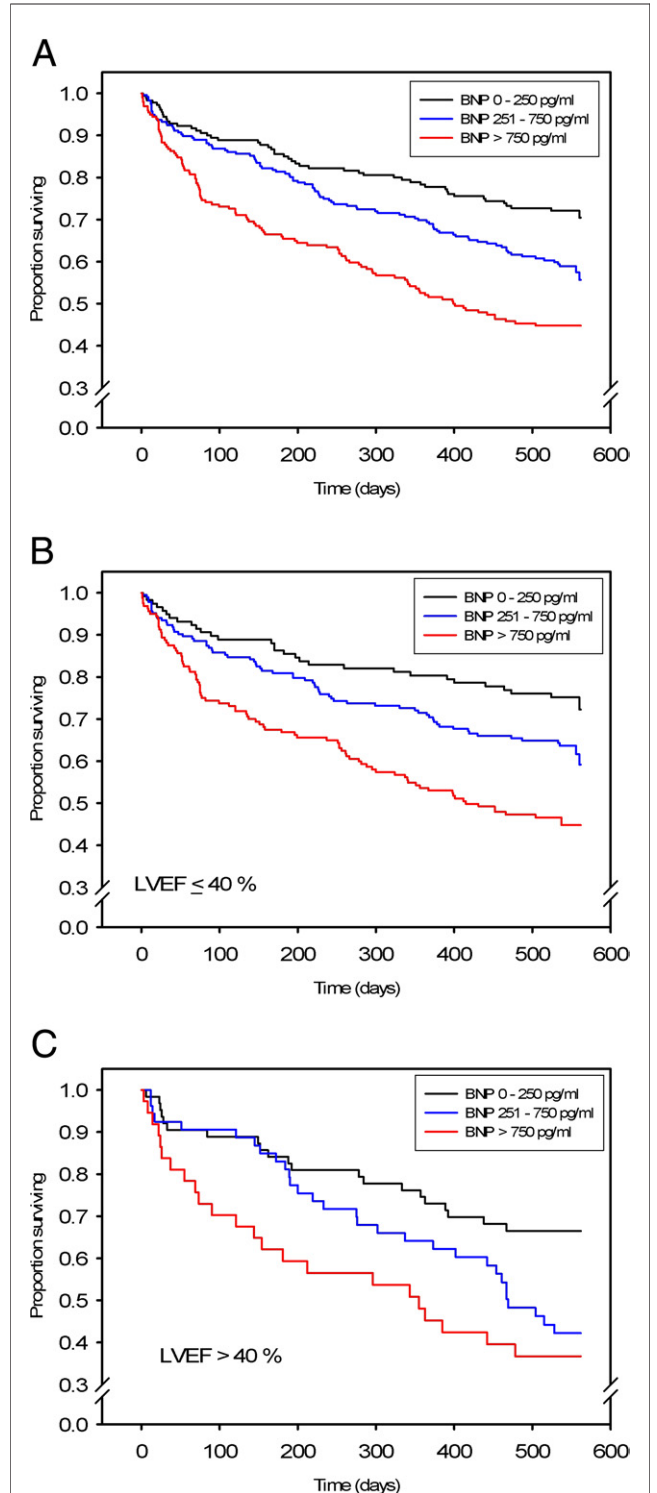 A
1.0
0.9
0.8
0.7
0.6
0.5
0.4
0.3
0.0
Proportion surviving
BNP 0 - 250 pg/ml
BNP 251 - 750 pg/ml
BNP > 750 pg/ml
0 100 200 300 400 500 600
Time (days)
B
1.0
0.9
0.8
0.7
0.6
0.5
0.4
0.3
0.0
Proportion surviving
BNP 0 - 250 pg/ml
BNP 251 - 750 pg/ml
BNP > 750 pg/ml
LVEF ≤ 40 %
0 100 200 300 400 500 600
Time (days)
C
1.0
0.9
0.8
0.7
0.6
0.5
0.4
0.3
0.0
Proportion surviving
BNP 0 - 250 pg/ml
BNP 251 - 750 pg/ml
BNP > 750 pg/ml
LVEF > 40 %
0 100 200 300 400 500 600
Time (days)